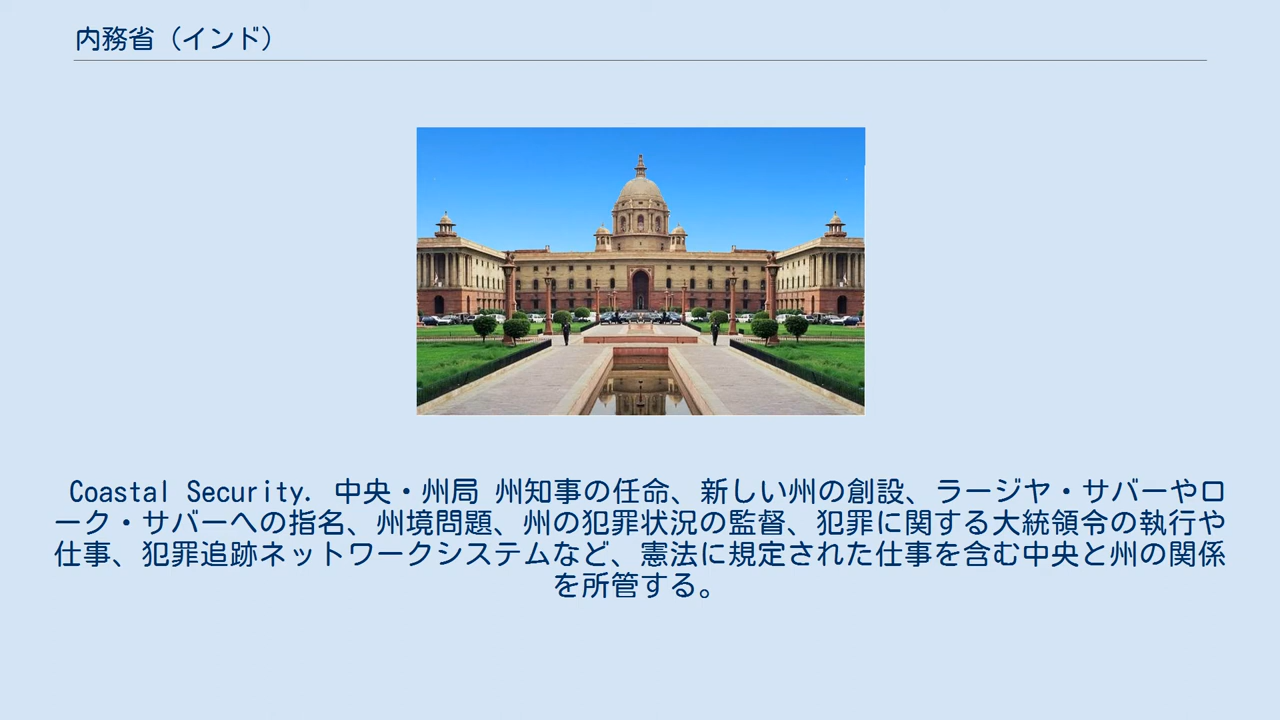 内務省（インド）
Coastal Security. 中央・州局 州知事の任命、新しい州の創設、ラージヤ・サバーやロ
ーク・サバーへの指名、州境問題、州の犯罪状況の監督、犯罪に関する大統領令の執行や
仕事、犯罪追跡ネットワークシステムなど、憲法に規定された仕事を含む中央と州の関係
を所管する。